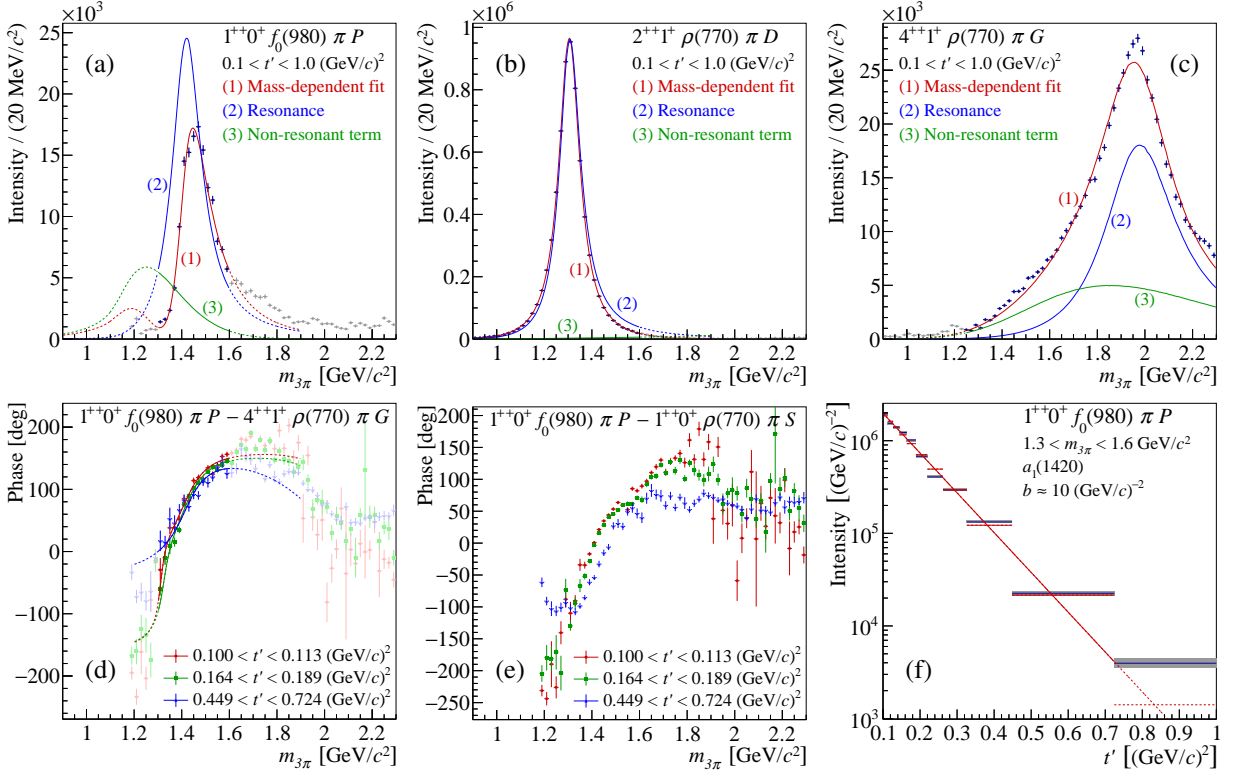 ×10³
1⁺⁺0⁺ f₀(980) π P
(a)
0.1 < t′ < 1.0 (GeV/c)²
(1) Mass-dependent fit
(2) Resonance
(3) Non-resonant term
(2)
(1)
(3)
Intensity / (20 MeV/c²)
25
20
15
10
5
0
1 1.2 1.4 1.6 1.8 2 2.2
m₃π [GeV/c²]
×10⁶
2⁺⁺1⁺ ρ(770) π D
(b)
0.1 < t′ < 1.0 (GeV/c)²
(1) Mass-dependent fit
(2) Resonance
(3) Non-resonant term
(1)
(2)
(3)
Intensity / (20 MeV/c²)
1
0.8
0.6
0.4
0.2
0
1 1.2 1.4 1.6 1.8 2 2.2
m₃π [GeV/c²]
×10³
4⁺⁺1⁺ ρ(770) π G
(c)
0.1 < t′ < 1.0 (GeV/c)²
(1) Mass-dependent fit
(2) Resonance
(3) Non-resonant term
(1)
(2)
(3)
Intensity / (20 MeV/c²)
30
25
20
15
10
5
0
1 1.2 1.4 1.6 1.8 2 2.2
m₃π [GeV/c²]
1⁺⁺0⁺ f₀(980) π P − 4⁺⁺1⁺ ρ(770) π G
Phase [deg]
200
100
0
−100
−200
(d)
0.100 < t′ < 0.113 (GeV/c)²
0.164 < t′ < 0.189 (GeV/c)²
0.449 < t′ < 0.724 (GeV/c)²
1 1.2 1.4 1.6 1.8 2 2.2
m₃π [GeV/c²]
1⁺⁺0⁺ f₀(980) π P − 1⁺⁺0⁺ ρ(770) π S
Phase [deg]
200
150
100
50
0
−50
−100
−150
−200
−250
(e)
0.100 < t′ < 0.113 (GeV/c)²
0.164 < t′ < 0.189 (GeV/c)²
0.449 < t′ < 0.724 (GeV/c)²
1 1.2 1.4 1.6 1.8 2 2.2
m₃π [GeV/c²]
1⁺⁺0⁺ f₀(980) π P
1.3 < m₃π < 1.6 GeV/c²
a₁(1420)
b ≈ 10 (GeV/c)⁻²
Intensity [(GeV/c)⁻²]
10⁶
10⁵
10⁴
10³
(f)
0.1 0.2 0.3 0.4 0.5 0.6 0.7 0.8 0.9 1
t′ [(GeV/c)²]